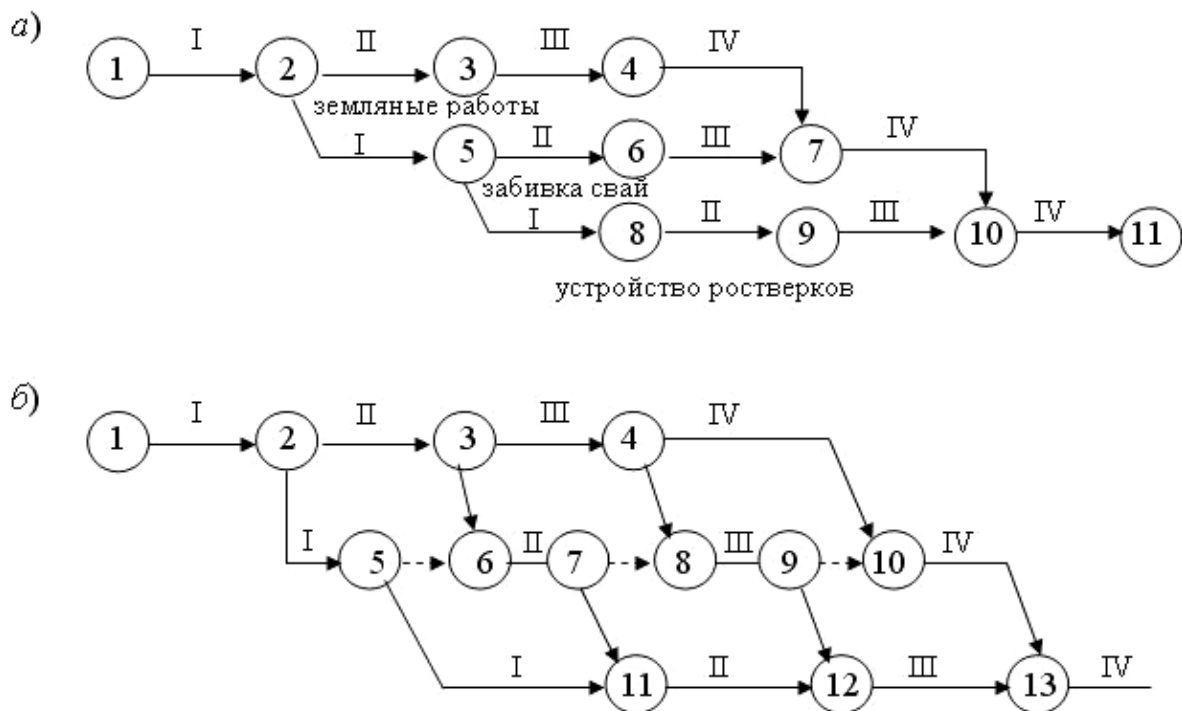 а)
I II III IV
1 2 3 4
земляные работы
I II III IV
5 6 7
забивка свай
I II III IV
8 9 10 11
устройство ростверков
б)
I II III IV
1 2 3 4
I II III IV
5 6 7 8 9 10
I II III IV
11 12 13